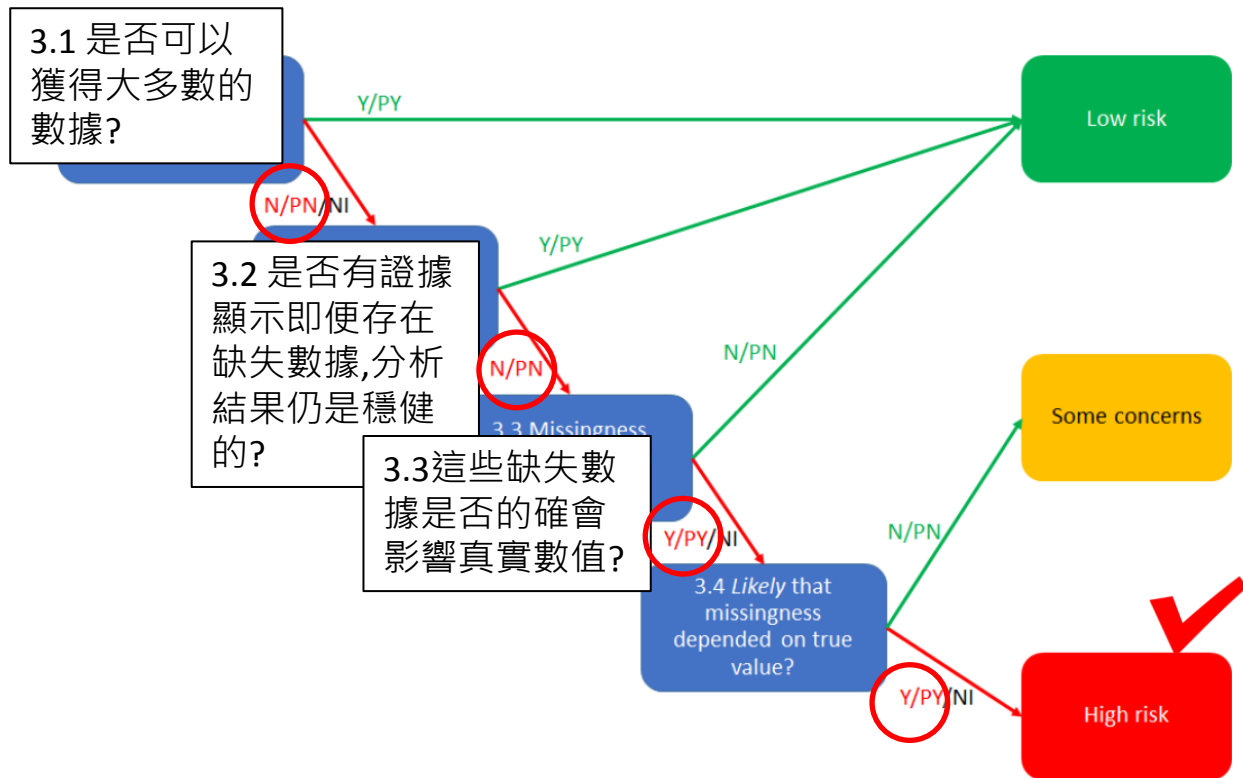 3.1 是否可以
獲得大多數的
數據?
Y/PY
Low risk
N/PN/NI
Y/PY
3.2 是否有證據
顯示即便存在
缺失數據,分析
結果仍是穩健
的?
N/PN
N/PN
Some concerns
3.3 Missingness
3.3這些缺失數
據是否的確會
影響真實數值?
Y/PY/NI
N/PN
3.4 Likely that
missingness
depended on true
value?
Y/PY/NI
High risk